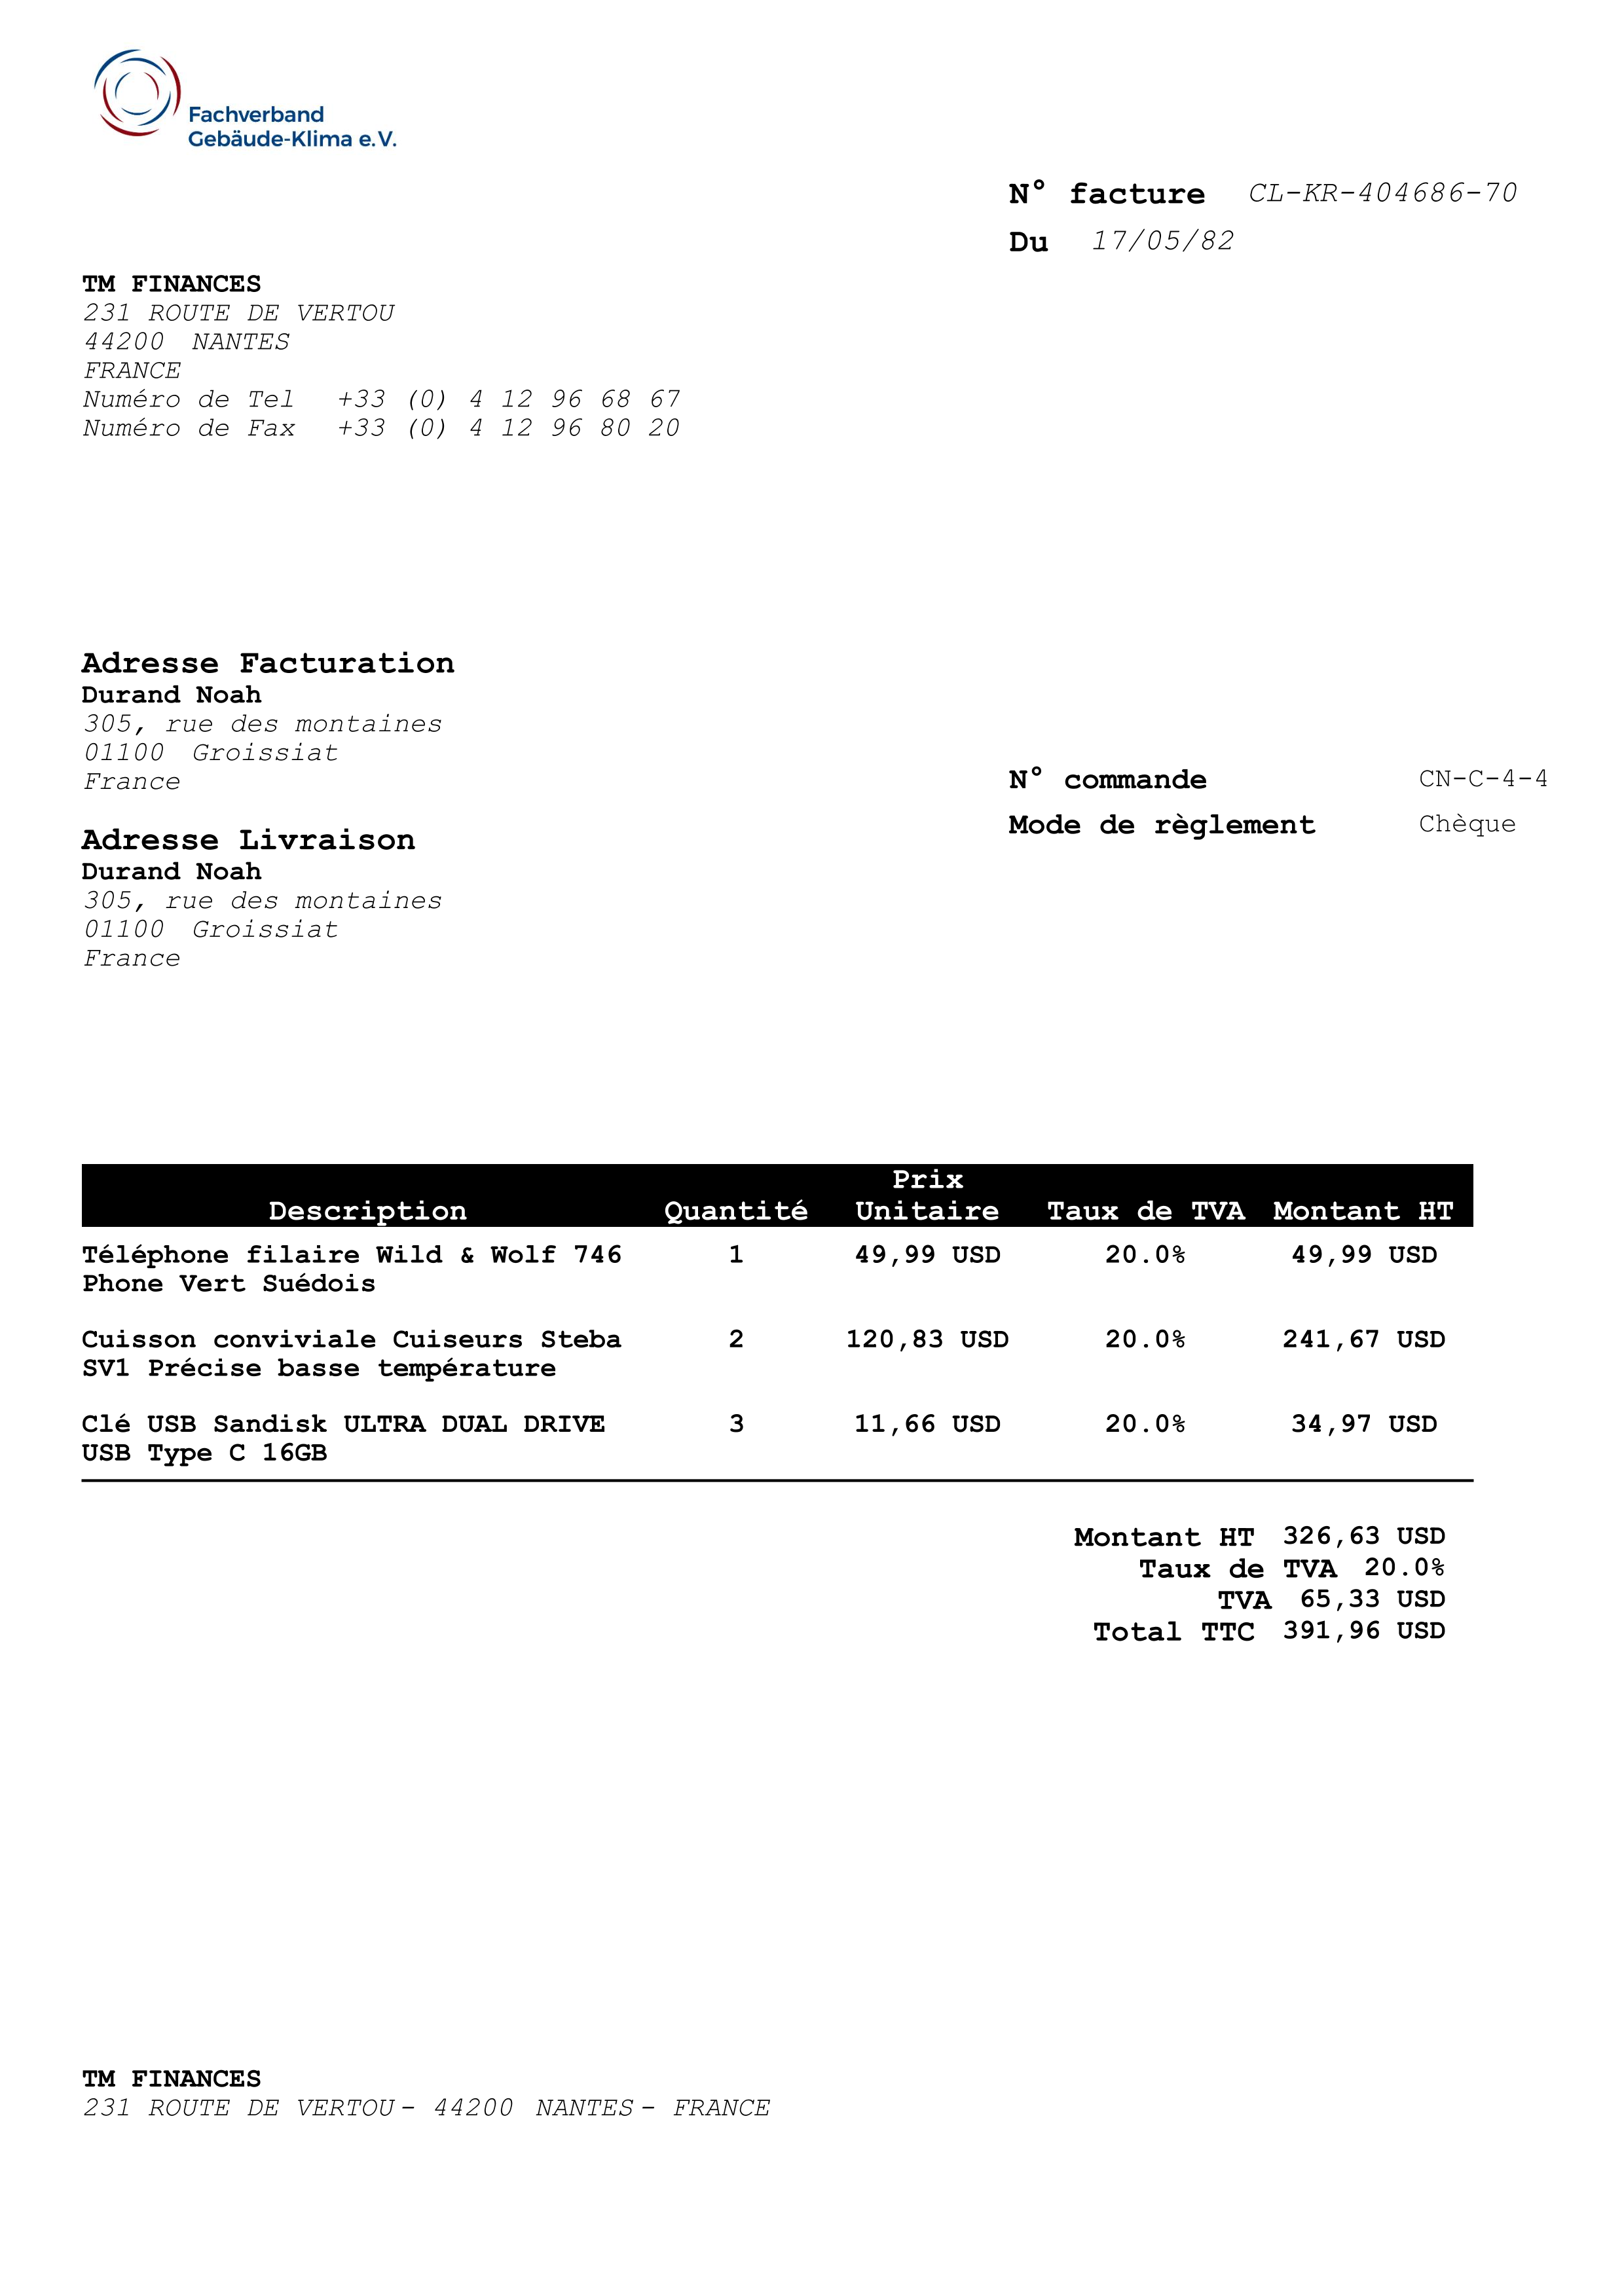 Fachverband
Gebäude-Klima e.V.
N° facture CL-KR-404686-70
Du 17/05/82
TM FINANCES
231 ROUTE DE VERTOU
44200 NANTES
FRANCE
Numéro de Tel +33 (0) 4 12 96 68 67
Numéro de Fax +33 (0) 4 12 96 80 20
Adresse Facturation
Durand Noah
305, rue des montaines
01100 Groissiat
France
N° commande CN-C-4-4
Mode de règlement Chèque
Adresse Livraison
Durand Noah
305, rue des montaines
01100 Groissiat
France
Prix
Description Quantité Unitaire Taux de TVA Montant HT
Téléphone filaire Wild & Wolf 746 1 49,99 USD 20.0% 49,99 USD
Phone Vert Suédois
Cuisson conviviale Cuiseurs Steba 2 120,83 USD 20.0% 241,67 USD
SV1 Précise basse température
Clé USB Sandisk ULTRA DUAL DRIVE 3 11,66 USD 20.0% 34,97 USD
USB Type C 16GB
Montant HT 326,63 USD
Taux de TVA 20.0%
TVA 65,33 USD
Total TTC 391,96 USD
TM FINANCES
231 ROUTE DE VERTOU - 44200 NANTES - FRANCE